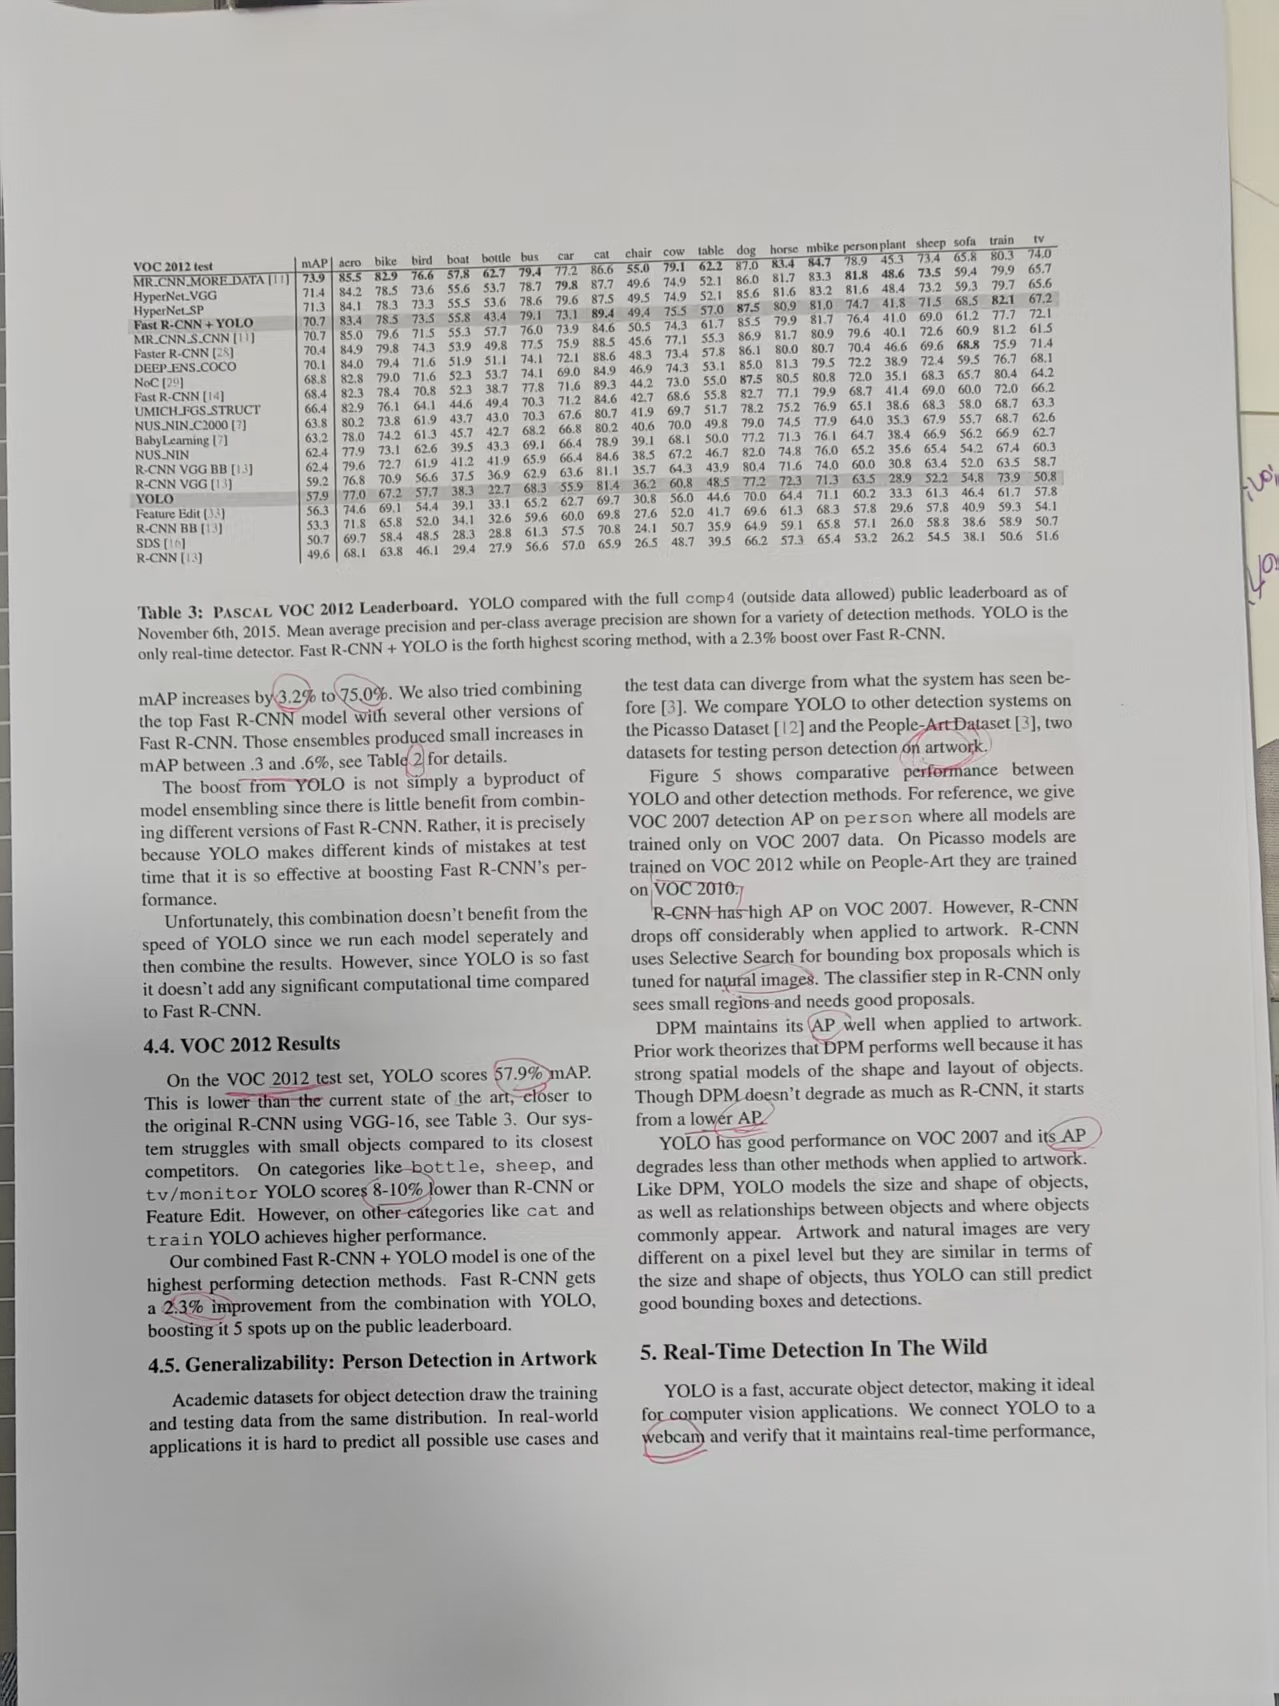 VOC 2012 test mAP aero bike bird boat bottle bus car cat chair cow table dog horse mbike person plant sheep sofa train tv
MR_CNN_MORE_DATA [11] 73.9 85.5 82.9 76.6 57.8 62.7 79.4 77.2 86.6 55.0 79.1 62.2 87.0 83.4 84.7 78.9 45.3 73.4 65.8 80.3 74.0
HyperNet_VGG 71.4 84.2 78.5 73.6 55.6 53.7 78.7 79.8 87.7 49.6 74.9 52.1 86.0 81.7 83.3 81.8 48.6 73.5 59.4 79.9 65.7
HyperNet_SP 71.3 84.1 78.3 73.3 55.5 53.6 78.6 79.6 87.5 49.5 74.9 52.1 85.6 81.6 83.2 81.6 48.4 73.2 59.3 79.7 65.6
Fast R-CNN + YOLO 70.7 83.4 78.5 73.5 55.8 43.4 79.1 73.1 89.4 49.4 75.5 57.0 87.5 80.9 81.0 74.7 41.8 71.5 68.5 82.1 67.2
MR_CNN_S_CNN [11] 70.7 85.0 79.6 71.5 55.3 57.7 76.0 73.9 84.6 50.5 74.3 61.7 85.5 79.9 81.7 76.4 41.0 69.0 61.2 77.7 72.1
Faster R-CNN [28] 70.4 84.9 79.8 74.3 53.9 49.8 77.5 75.9 88.5 45.6 77.1 55.3 86.9 81.7 80.9 79.6 40.1 72.6 60.9 81.2 61.5
DEEP_ENS_COCO 70.1 84.0 79.4 71.6 51.9 51.1 74.1 72.1 88.6 48.3 73.4 57.8 86.1 80.0 80.7 70.4 46.6 69.6 68.8 75.9 71.4
NoC [29] 68.8 82.8 79.0 71.6 52.3 53.7 74.1 69.0 84.9 46.9 74.3 53.1 85.0 81.3 79.5 72.2 38.9 72.4 59.5 76.7 68.1
Fast R-CNN [14] 68.4 82.3 78.4 70.8 52.3 38.7 77.8 71.6 89.3 44.2 73.0 55.0 87.5 80.5 80.8 72.0 35.1 68.3 65.7 80.4 64.2
UMICH_FGS_STRUCT 66.4 82.9 76.1 64.1 44.6 49.4 70.3 71.2 84.6 42.7 68.6 55.8 82.7 77.1 79.9 68.7 41.4 69.0 60.0 72.0 66.2
NUS_NIN_C2000 [7] 63.8 80.2 73.8 61.9 43.7 43.0 70.3 67.6 80.7 41.9 69.7 51.7 78.2 75.2 76.9 65.1 38.6 68.3 58.0 68.7 63.3
BabyLearning [7] 63.2 78.0 74.2 61.3 45.7 42.7 68.2 66.8 80.2 40.6 70.0 49.8 79.0 74.5 77.9 64.0 35.3 67.9 55.7 68.7 62.6
NUS_NIN 62.4 77.9 73.1 62.6 39.5 43.3 69.1 66.4 78.9 39.1 68.1 50.0 77.2 71.3 76.1 64.7 38.4 66.9 56.2 66.9 62.7
R-CNN VGG BB [13] 62.4 79.6 72.7 61.9 41.2 41.9 65.9 66.4 84.6 38.5 67.2 46.7 82.0 74.8 76.0 65.2 35.6 65.4 54.2 67.4 60.3
R-CNN VGG [13] 59.2 76.8 70.9 56.6 37.5 36.9 62.9 63.6 81.1 35.7 64.3 43.9 80.4 71.6 74.0 60.0 30.8 63.4 52.0 63.5 58.7
YOLO 57.9 77.0 67.2 57.7 38.3 22.7 68.3 55.9 81.4 36.2 60.8 48.5 77.2 72.3 71.3 63.5 28.9 52.2 54.8 73.9 50.8
Feature Edit [33] 56.3 74.6 69.1 54.4 39.1 33.1 65.2 62.7 69.7 30.8 56.0 44.6 70.0 64.4 71.1 60.2 33.3 61.3 46.4 61.7 57.8
R-CNN BB [13] 53.3 71.8 65.8 52.0 34.1 32.6 59.6 60.0 69.8 27.6 52.0 41.7 69.6 61.3 68.3 57.8 29.6 57.8 40.9 59.3 54.1
SDS [16] 50.7 69.7 58.4 48.5 28.3 28.8 61.3 57.5 70.8 24.1 50.7 35.9 64.9 59.1 65.8 57.1 26.0 58.8 38.6 58.9 50.7
R-CNN [13] 49.6 68.1 63.8 46.1 29.4 27.9 56.6 57.0 65.9 26.5 48.7 39.5 66.2 57.3 65.4 53.2 26.2 54.5 38.1 50.6 51.6
Table 3: PASCAL VOC 2012 Leaderboard. YOLO compared with the full comp4 (outside data allowed) public leaderboard as of
November 6th, 2015. Mean average precision and per-class average precision are shown for a variety of detection methods. YOLO is the
only real-time detector. Fast R-CNN + YOLO is the forth highest scoring method, with a 2.3% boost over Fast R-CNN.
mAP increases by 3.2% to 75.0%. We also tried combining
the top Fast R-CNN model with several other versions of
Fast R-CNN. Those ensembles produced small increases in
mAP between .3 and .6%, see Table 2 for details.
The boost from YOLO is not simply a byproduct of
model ensembling since there is little benefit from combin-
ing different versions of Fast R-CNN. Rather, it is precisely
because YOLO makes different kinds of mistakes at test
time that it is so effective at boosting Fast R-CNN's per-
formance.
Unfortunately, this combination doesn't benefit from the
speed of YOLO since we run each model seperately and
then combine the results. However, since YOLO is so fast
it doesn't add any significant computational time compared
to Fast R-CNN.
4.4. VOC 2012 Results
On the VOC 2012 test set, YOLO scores 57.9% mAP.
This is lower than the current state of the art, closer to
the original R-CNN using VGG-16, see Table 3. Our sys-
tem struggles with small objects compared to its closest
competitors. On categories like bottle, sheep, and
tv/monitor YOLO scores 8-10% lower than R-CNN or
Feature Edit. However, on other categories like cat and
train YOLO achieves higher performance.
Our combined Fast R-CNN + YOLO model is one of the
highest performing detection methods. Fast R-CNN gets
a 2.3% improvement from the combination with YOLO,
boosting it 5 spots up on the public leaderboard.
4.5. Generalizability: Person Detection in Artwork
Academic datasets for object detection draw the training
and testing data from the same distribution. In real-world
applications it is hard to predict all possible use cases and
the test data can diverge from what the system has seen be-
fore [3]. We compare YOLO to other detection systems on
the Picasso Dataset [12] and the People-Art Dataset [3], two
datasets for testing person detection on artwork.
Figure 5 shows comparative performance between
YOLO and other detection methods. For reference, we give
VOC 2007 detection AP on person where all models are
trained only on VOC 2007 data. On Picasso models are
trained on VOC 2012 while on People-Art they are trained
on VOC 2010.
R-CNN has high AP on VOC 2007. However, R-CNN
drops off considerably when applied to artwork. R-CNN
uses Selective Search for bounding box proposals which is
tuned for natural images. The classifier step in R-CNN only
sees small regions and needs good proposals.
DPM maintains its AP well when applied to artwork.
Prior work theorizes that DPM performs well because it has
strong spatial models of the shape and layout of objects.
Though DPM doesn't degrade as much as R-CNN, it starts
from a lower AP.
YOLO has good performance on VOC 2007 and its AP
degrades less than other methods when applied to artwork.
Like DPM, YOLO models the size and shape of objects,
as well as relationships between objects and where objects
commonly appear. Artwork and natural images are very
different on a pixel level but they are similar in terms of
the size and shape of objects, thus YOLO can still predict
good bounding boxes and detections.
5. Real-Time Detection In The Wild
YOLO is a fast, accurate object detector, making it ideal
for computer vision applications. We connect YOLO to a
webcam and verify that it maintains real-time performance,